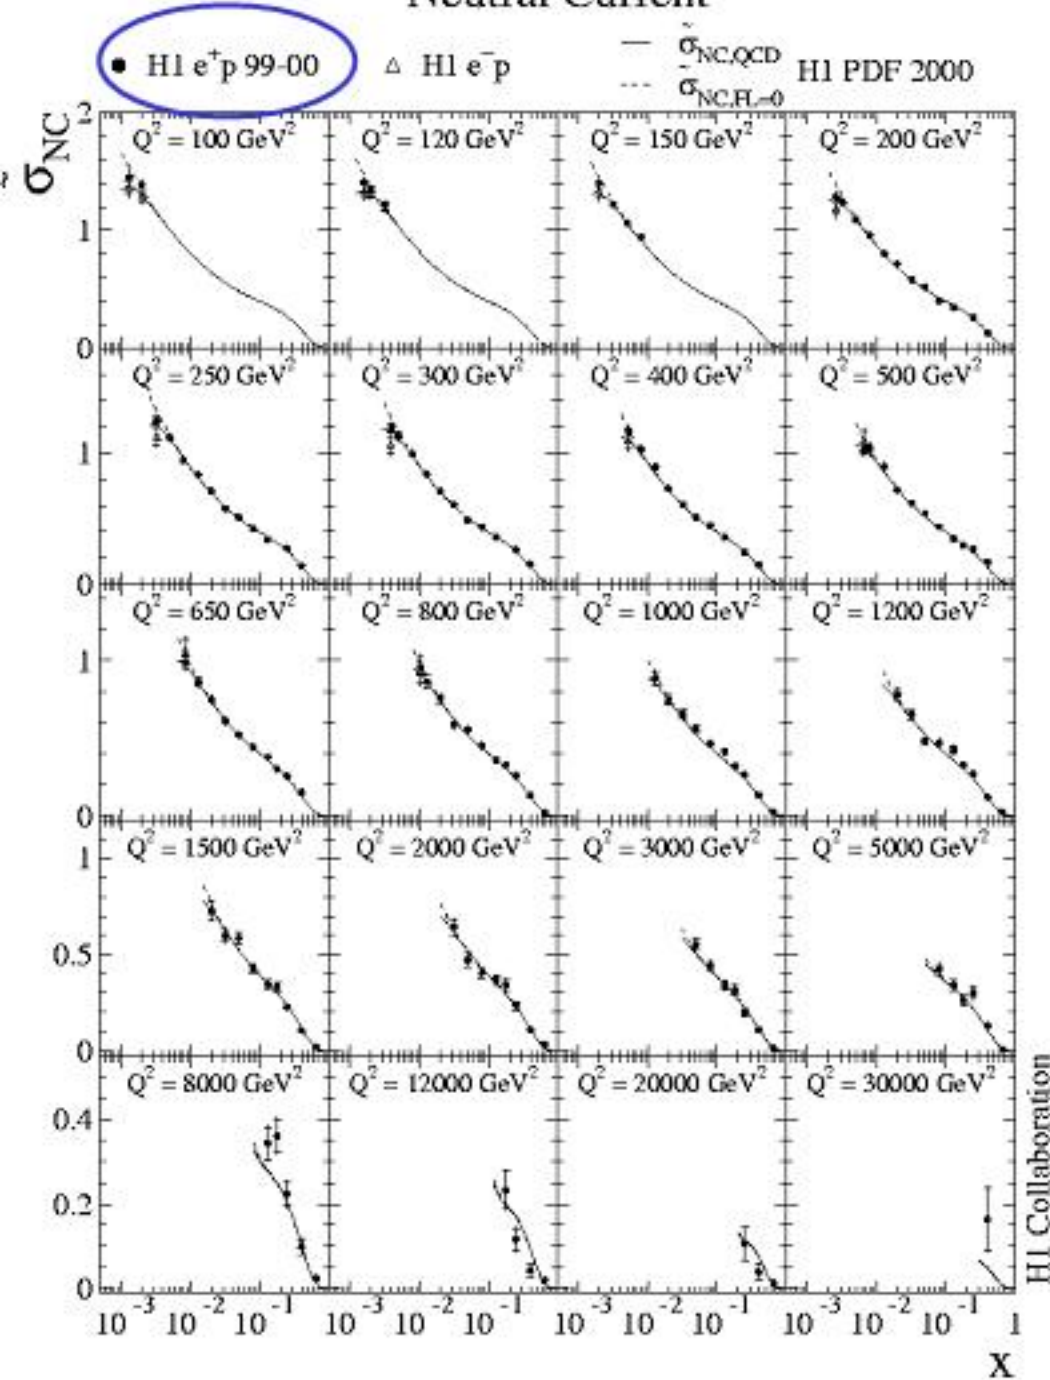 Neutral Current
H1 e⁺p 99-00
H1 e⁻p
σ̃NC,QCD
σ̃NC,FL=0
H1 PDF 2000
σ̃NC
Q² = 100 GeV²
Q² = 120 GeV²
Q² = 150 GeV²
Q² = 200 GeV²
2
1
0
Q² = 250 GeV²
Q² = 300 GeV²
Q² = 400 GeV²
Q² = 500 GeV²
1
0
Q² = 650 GeV²
Q² = 800 GeV²
Q² = 1000 GeV²
Q² = 1200 GeV²
1
0
Q² = 1500 GeV²
Q² = 2000 GeV²
Q² = 3000 GeV²
Q² = 5000 GeV²
1
0.5
0
Q² = 8000 GeV²
Q² = 12000 GeV²
Q² = 20000 GeV²
Q² = 30000 GeV²
0.4
0.2
0
10⁻³ 10⁻² 10⁻¹ 10⁻³ 10⁻² 10⁻¹ 10⁻³ 10⁻² 10⁻¹ 10⁻³ 10⁻² 10⁻¹ 1
x
H1 Collaboration